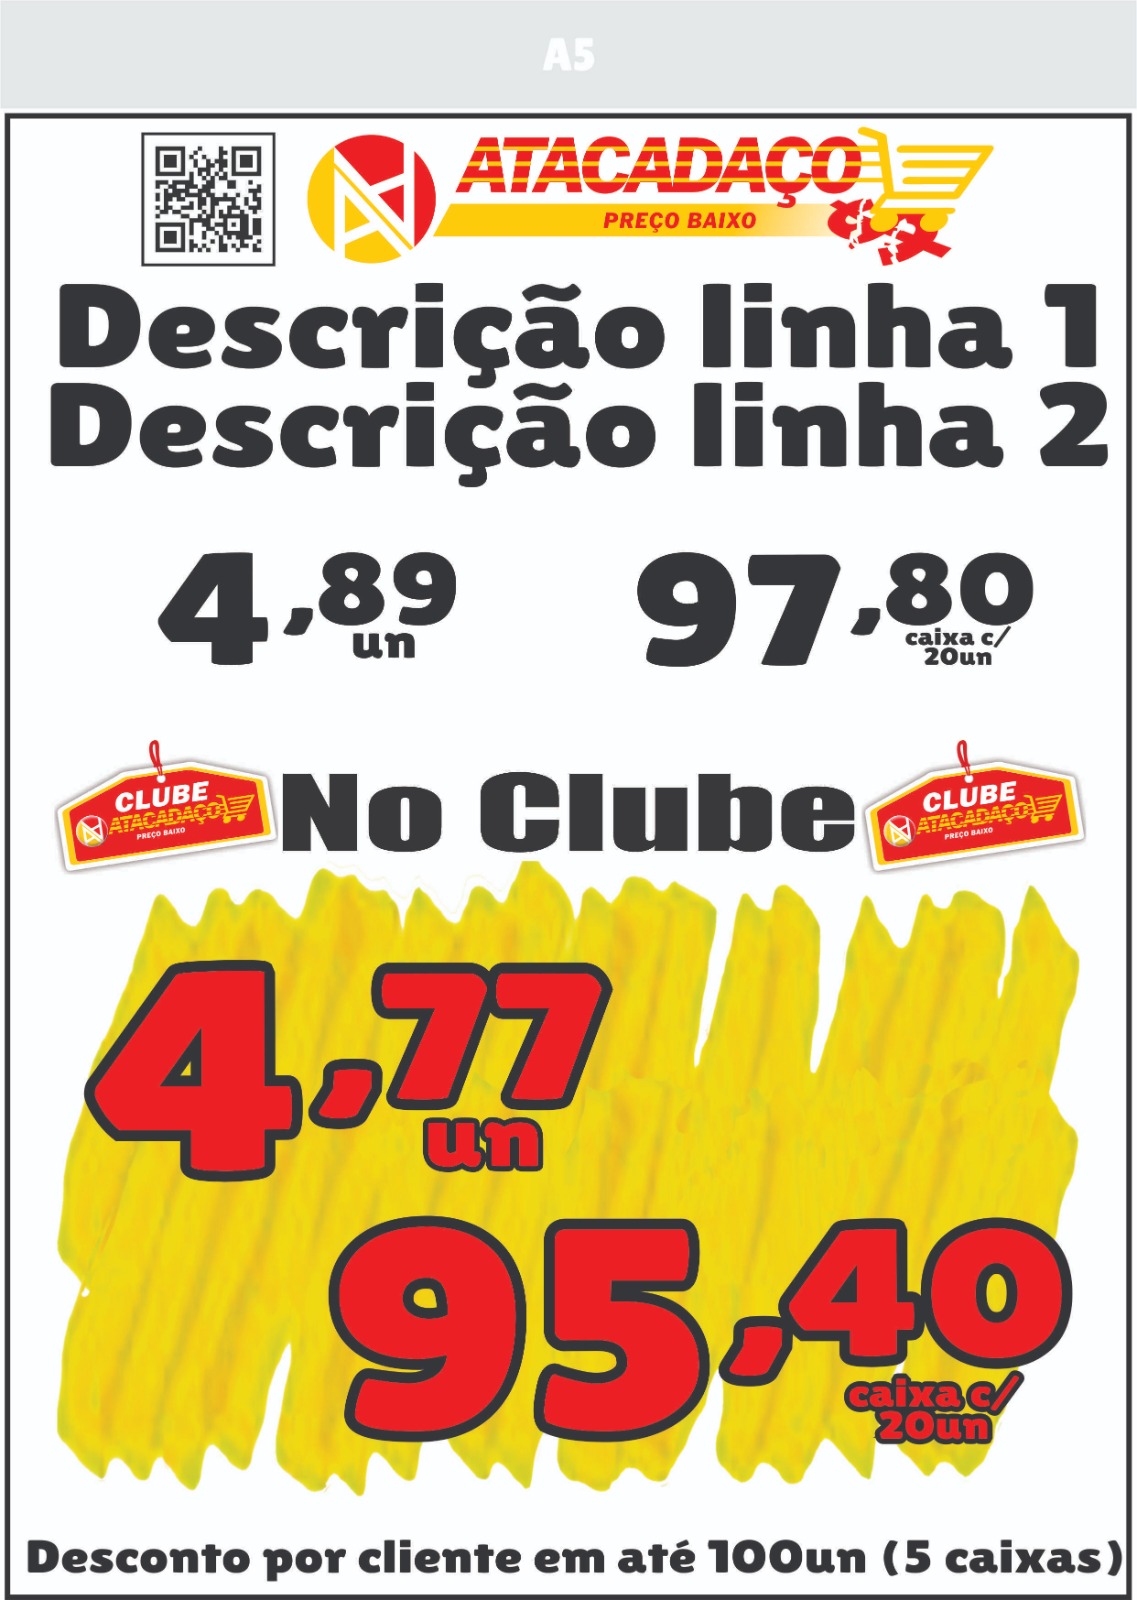 A5
ATACADAÇO
PREÇO BAIXO
Descrição linha 1
Descrição linha 2
4,89
un
97,80
caixa c/
20un
CLUBE
ATACADAÇO
PREÇO BAIXO
No Clube
CLUBE
ATACADAÇO
PREÇO BAIXO
4,77
un
95,40
caixa c/
20un
Desconto por cliente em até 100un (5 caixas)